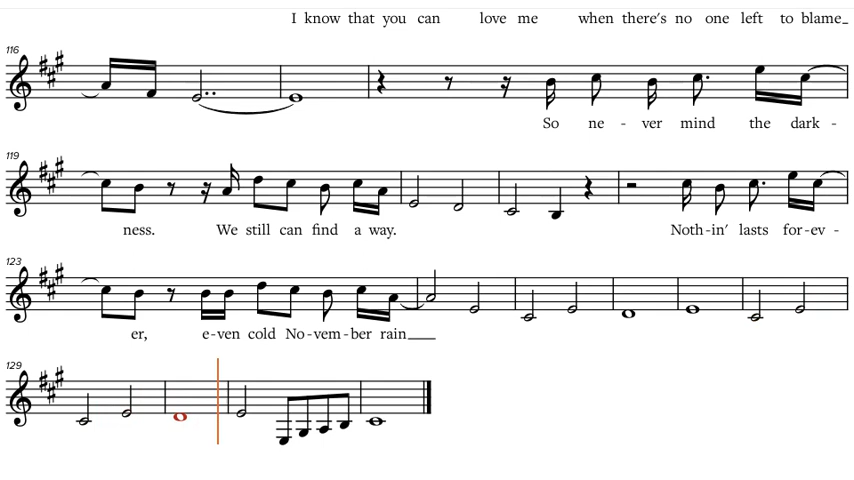 I know that you can love me when there's no one left to blame_
116
So ne - ver mind the dark -
119
ness. We still can find a way. Noth-in' lasts for-ev -
123
er, e-ven cold No-vem-ber rain___
129